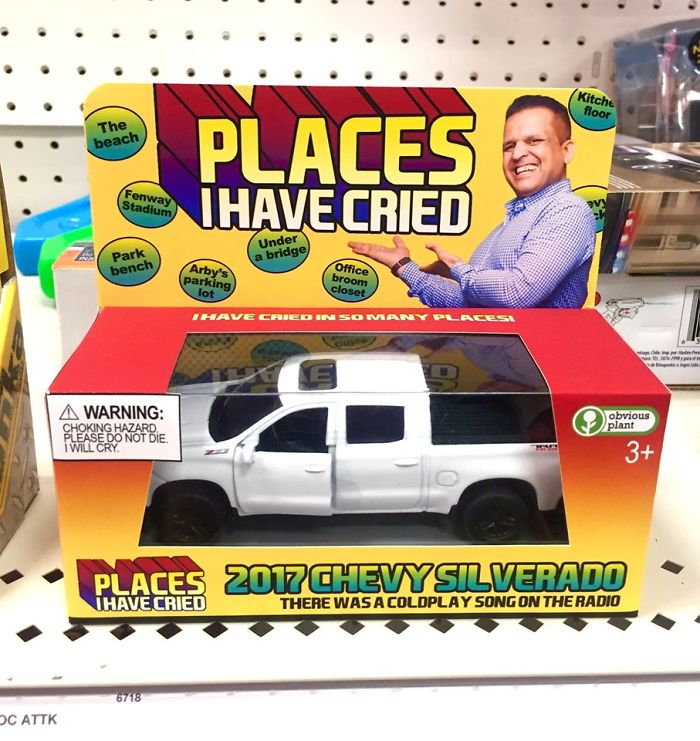 The
beach
PLACES
I HAVE CRIED
Kitche
floor
Fenway
Stadium
Park
bench
Arby's
parking
lot
Under
a bridge
Office
broom
closet
evy
I HAVE CRIED IN SO MANY PLACES!
WARNING:
CHOKING HAZARD.
PLEASE DO NOT DIE.
I WILL CRY.
obvious
plant
3+
PLACES
I HAVE CRIED
2017 CHEVY SILVERADO
THERE WAS A COLDPLAY SONG ON THE RADIO
6718
OC ATTK